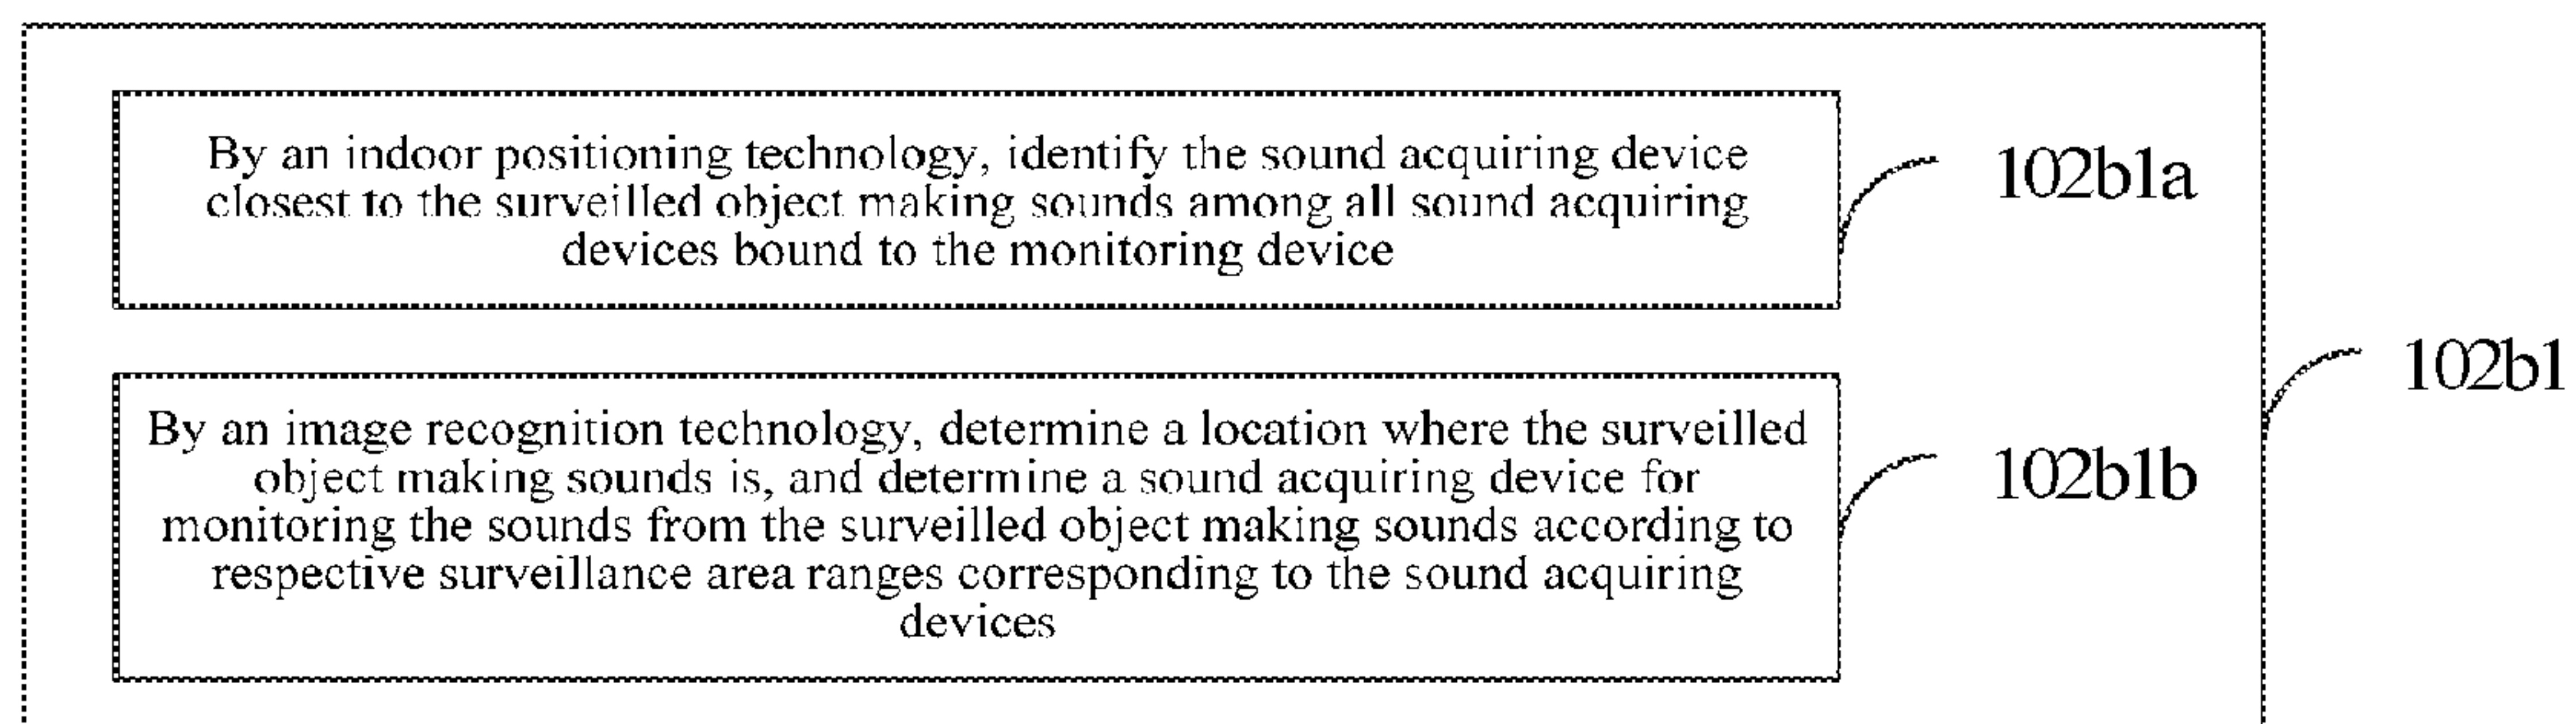 By an indoor positioning technology, identify the sound acquiring device
closest to the surveilled object making sounds among all sound acquiring
devices bound to the monitoring device
102b1a
102b1
By an image recognition technology, determine a location where the surveilled
object making sounds is, and determine a sound acquiring device for
monitoring the sounds from the surveilled object making sounds according to
respective surveillance area ranges corresponding to the sound acquiring
devices
102b1b